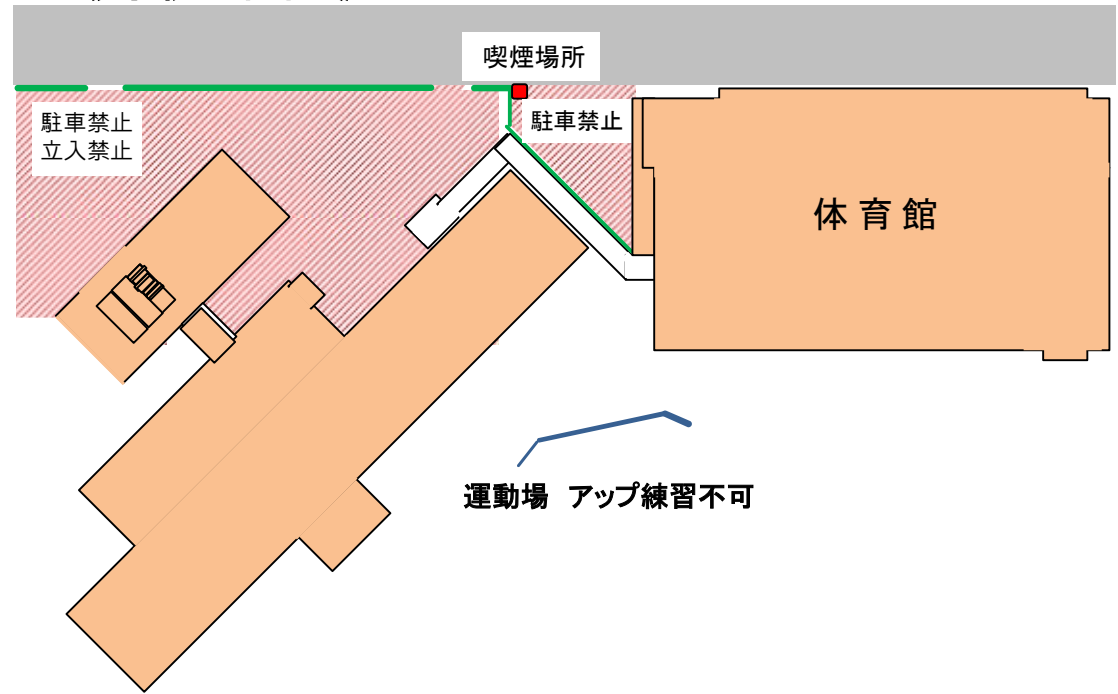 喫煙場所
駐車禁止
立入禁止
駐車禁止
体育館
運動場　アップ練習不可